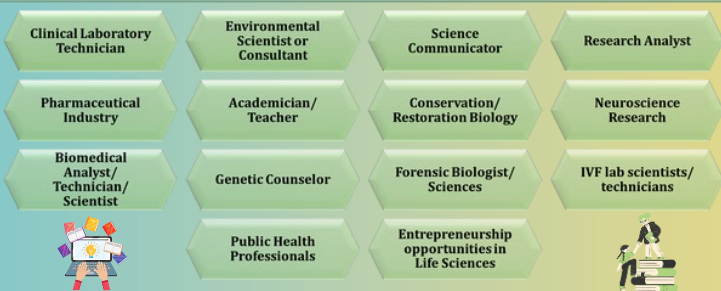 Clinical Laboratory
Technician
Environmental
Scientist or
Consultant
Science
Communicator
Research Analyst
Pharmaceutical
Industry
Academician/
Teacher
Conservation/
Restoration Biology
Neuroscience
Research
Biomedical
Analyst/
Technician/
Scientist
Genetic Counselor
Forensic Biologist/
Sciences
IVF lab scientists/
technicians
Public Health
Professionals
Entrepreneurship
opportunities in
Life Sciences